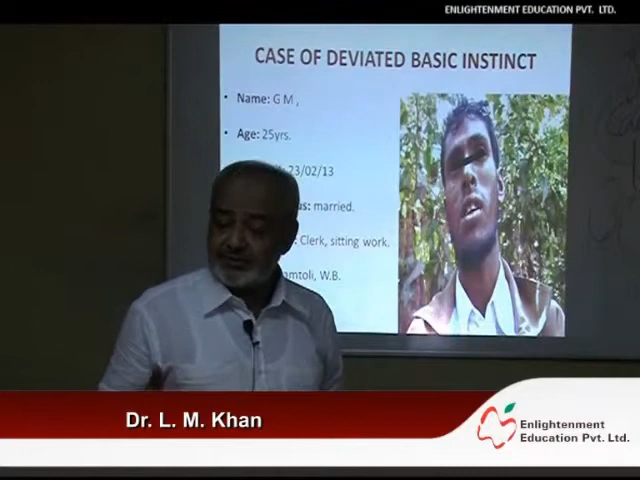 ENLIGHTENMENT EDUCATION PVT. LTD.
CASE OF DEVIATED BASIC INSTINCT
• Name: G M ,
• Age: 25yrs.
23/02/13
married.
Clerk, sitting work.
W.B.
Dr. L. M. Khan
Enlightenment
Education Pvt. Ltd.